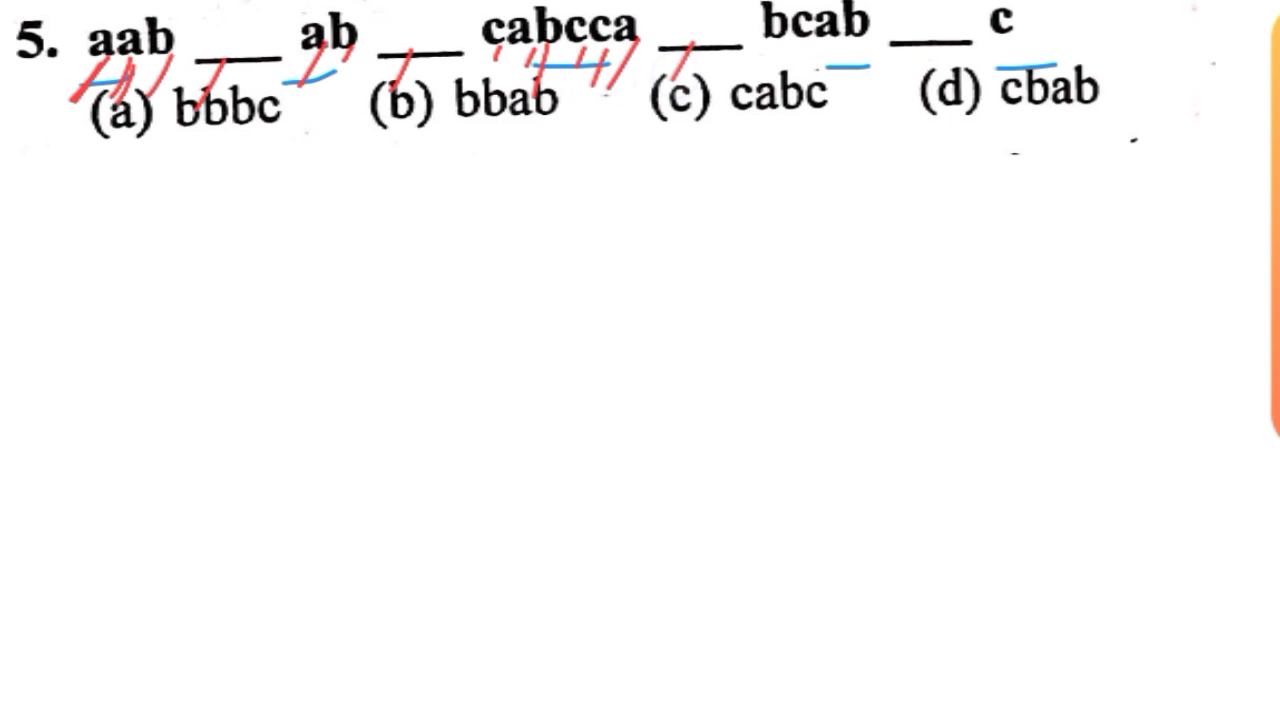 5. aab ___ ab ___ cabcca ___ bcab ___ c
(a) bbbc (b) bbab (c) cabc (d) cbab